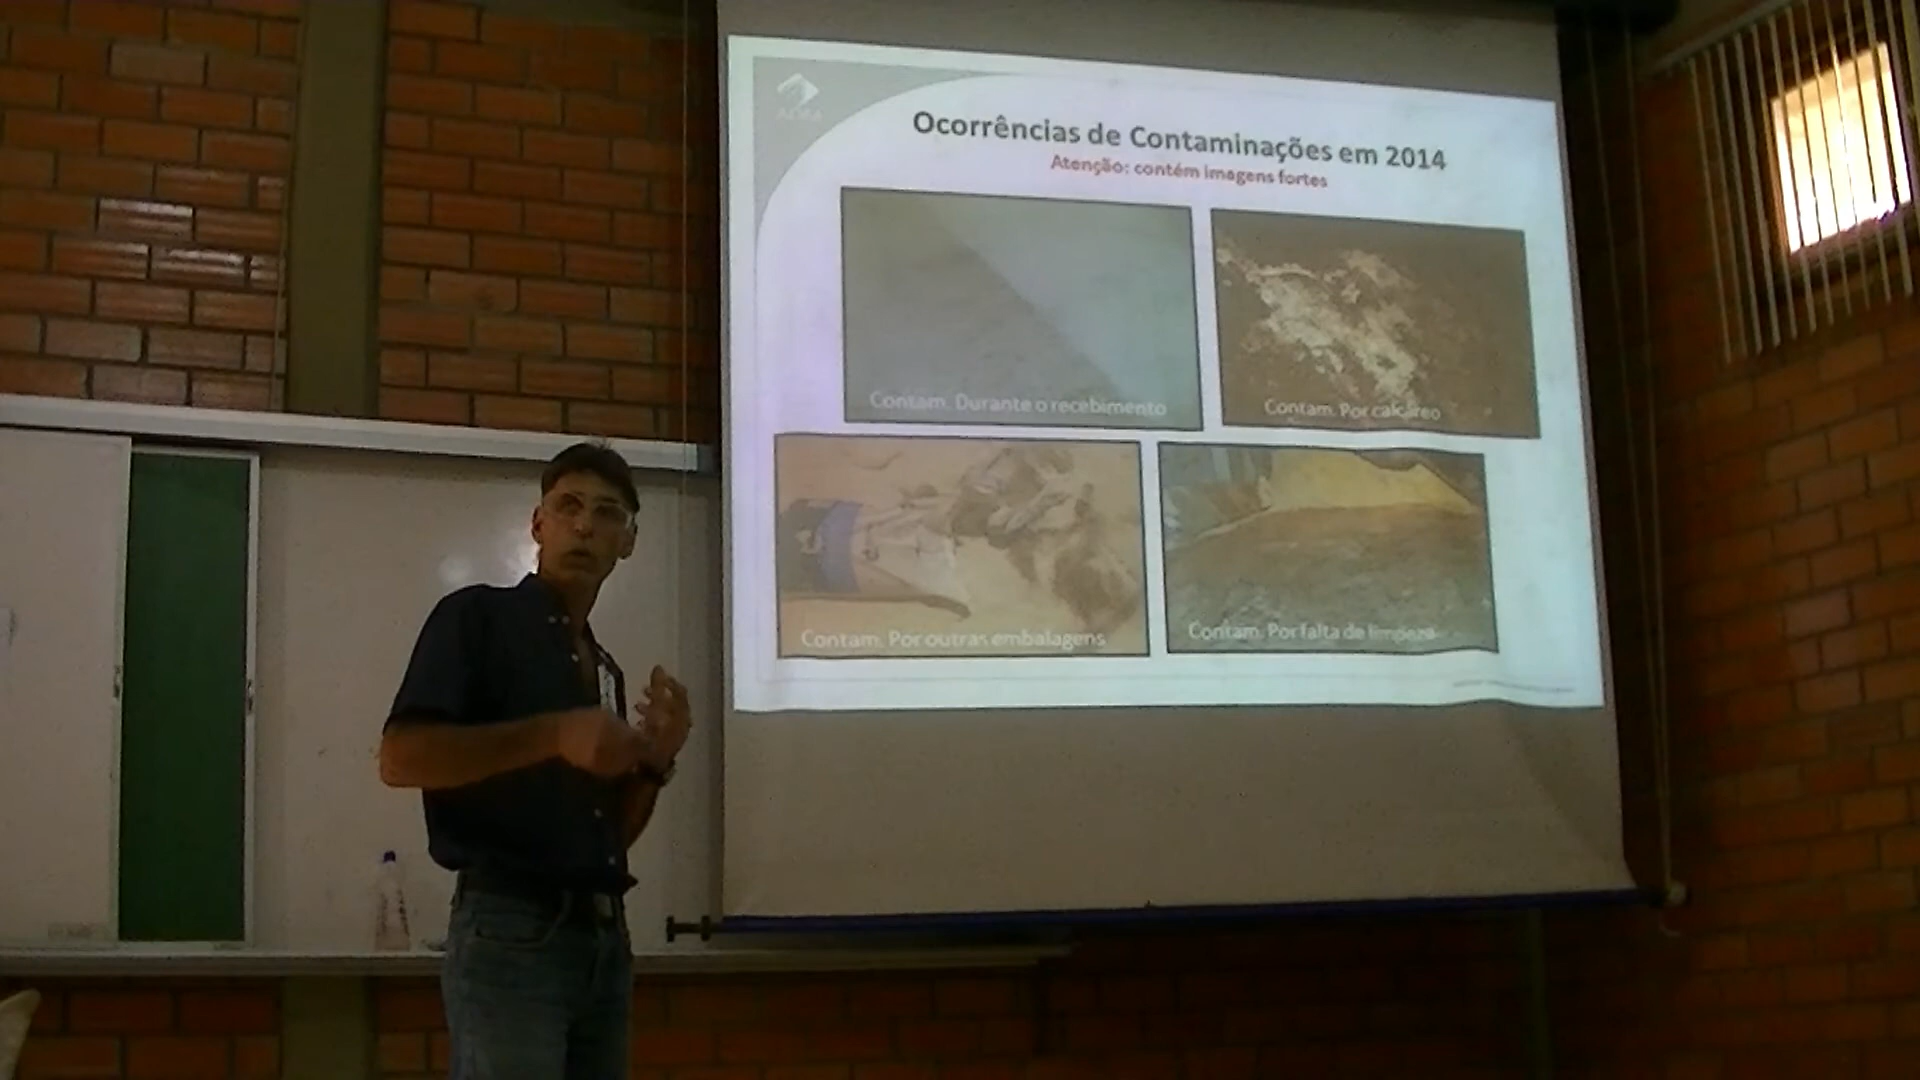 Ocorrências de Contaminações em 2014
Atenção: contém imagens fortes
Contam. Durante o recebimento
Contam. Por calcáreo
Contam. Por outras embalagens
Contam. Por falta de limpeza